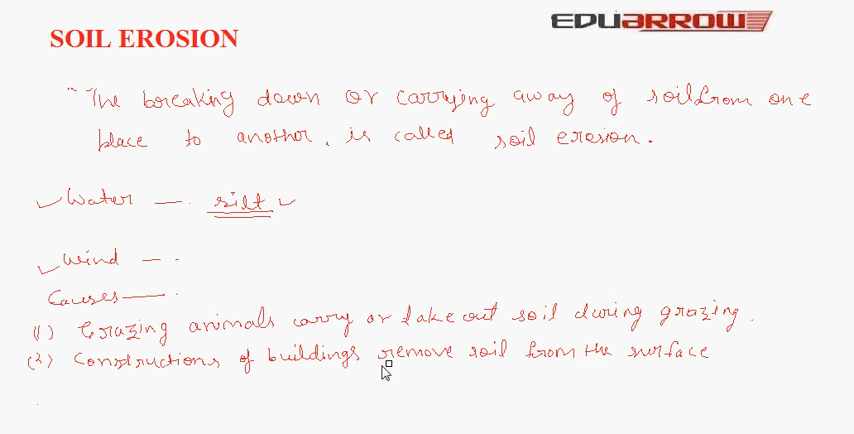 EDUARROW
SOIL EROSION
"The breaking down or carrying away of soil from one
place to another, is called soil erosion.
Water — silt
Wind — .
Causes — .
(1) Grazing animals carry or take out soil during grazing.
(2) Constructions of buildings remove soil from the surface